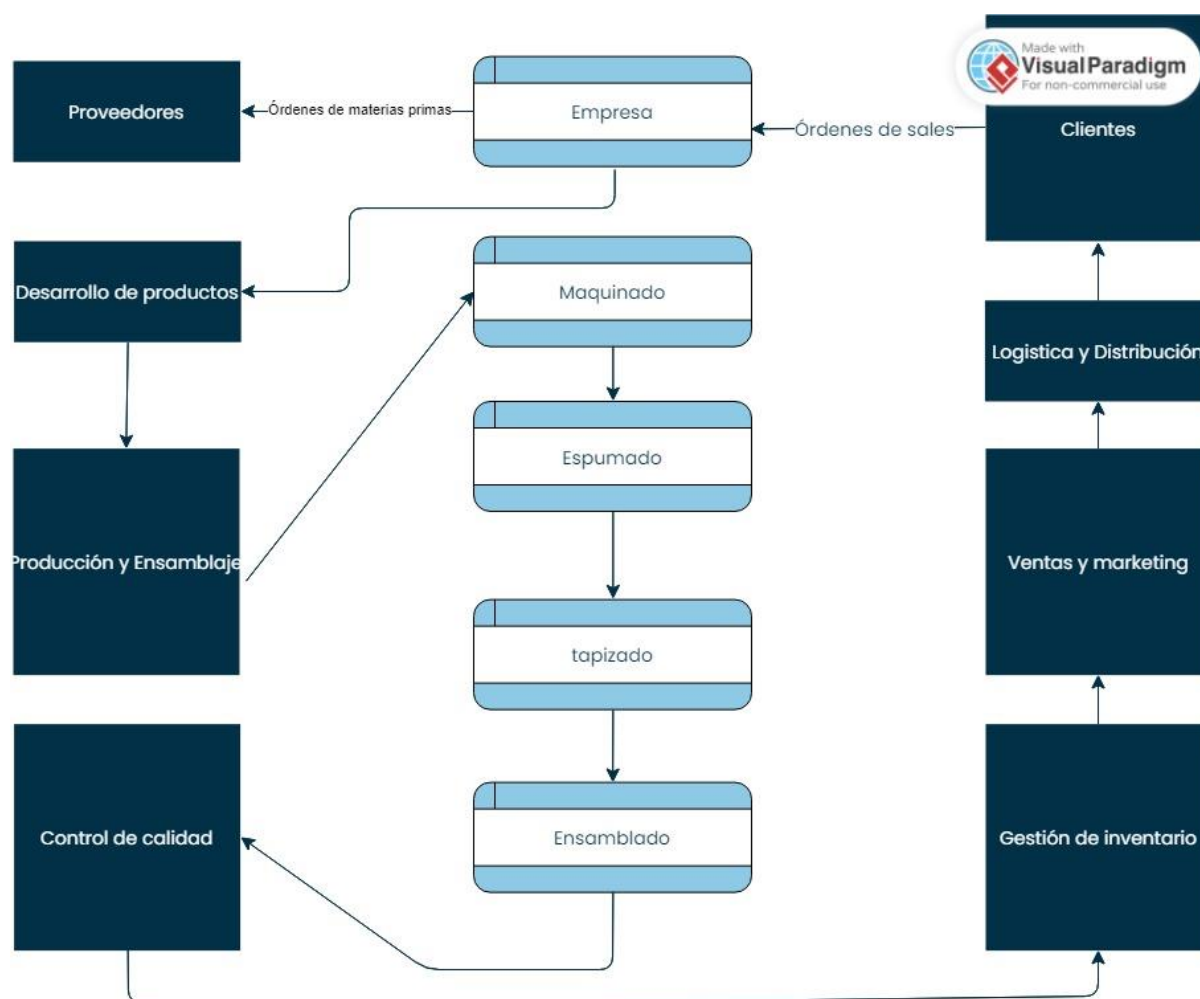 Made with
Visual Paradigm
For non-commercial use
Proveedores
Órdenes de materias primas
Empresa
Órdenes de sales
Clientes
Desarrollo de productos
Maquinado
Logistica y Distribución
Espumado
Producción y Ensamblaje
Ventas y marketing
tapizado
Control de calidad
Ensamblado
Gestión de inventario